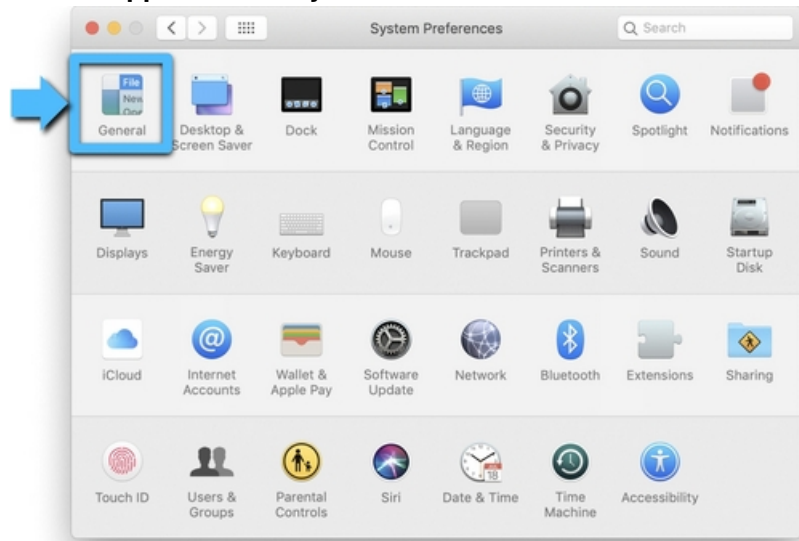 System Preferences
Search
File
New
General
Desktop &
Screen Saver
Dock
Mission
Control
Language
& Region
Security
& Privacy
Spotlight
Notifications
Displays
Energy
Saver
Keyboard
Mouse
Trackpad
Printers &
Scanners
Sound
Startup
Disk
iCloud
@
Internet
Accounts
Wallet &
Apple Pay
Software
Update
Network
Bluetooth
Extensions
Sharing
Touch ID
Users &
Groups
Parental
Controls
Siri
18
Date & Time
Time
Machine
Accessibility